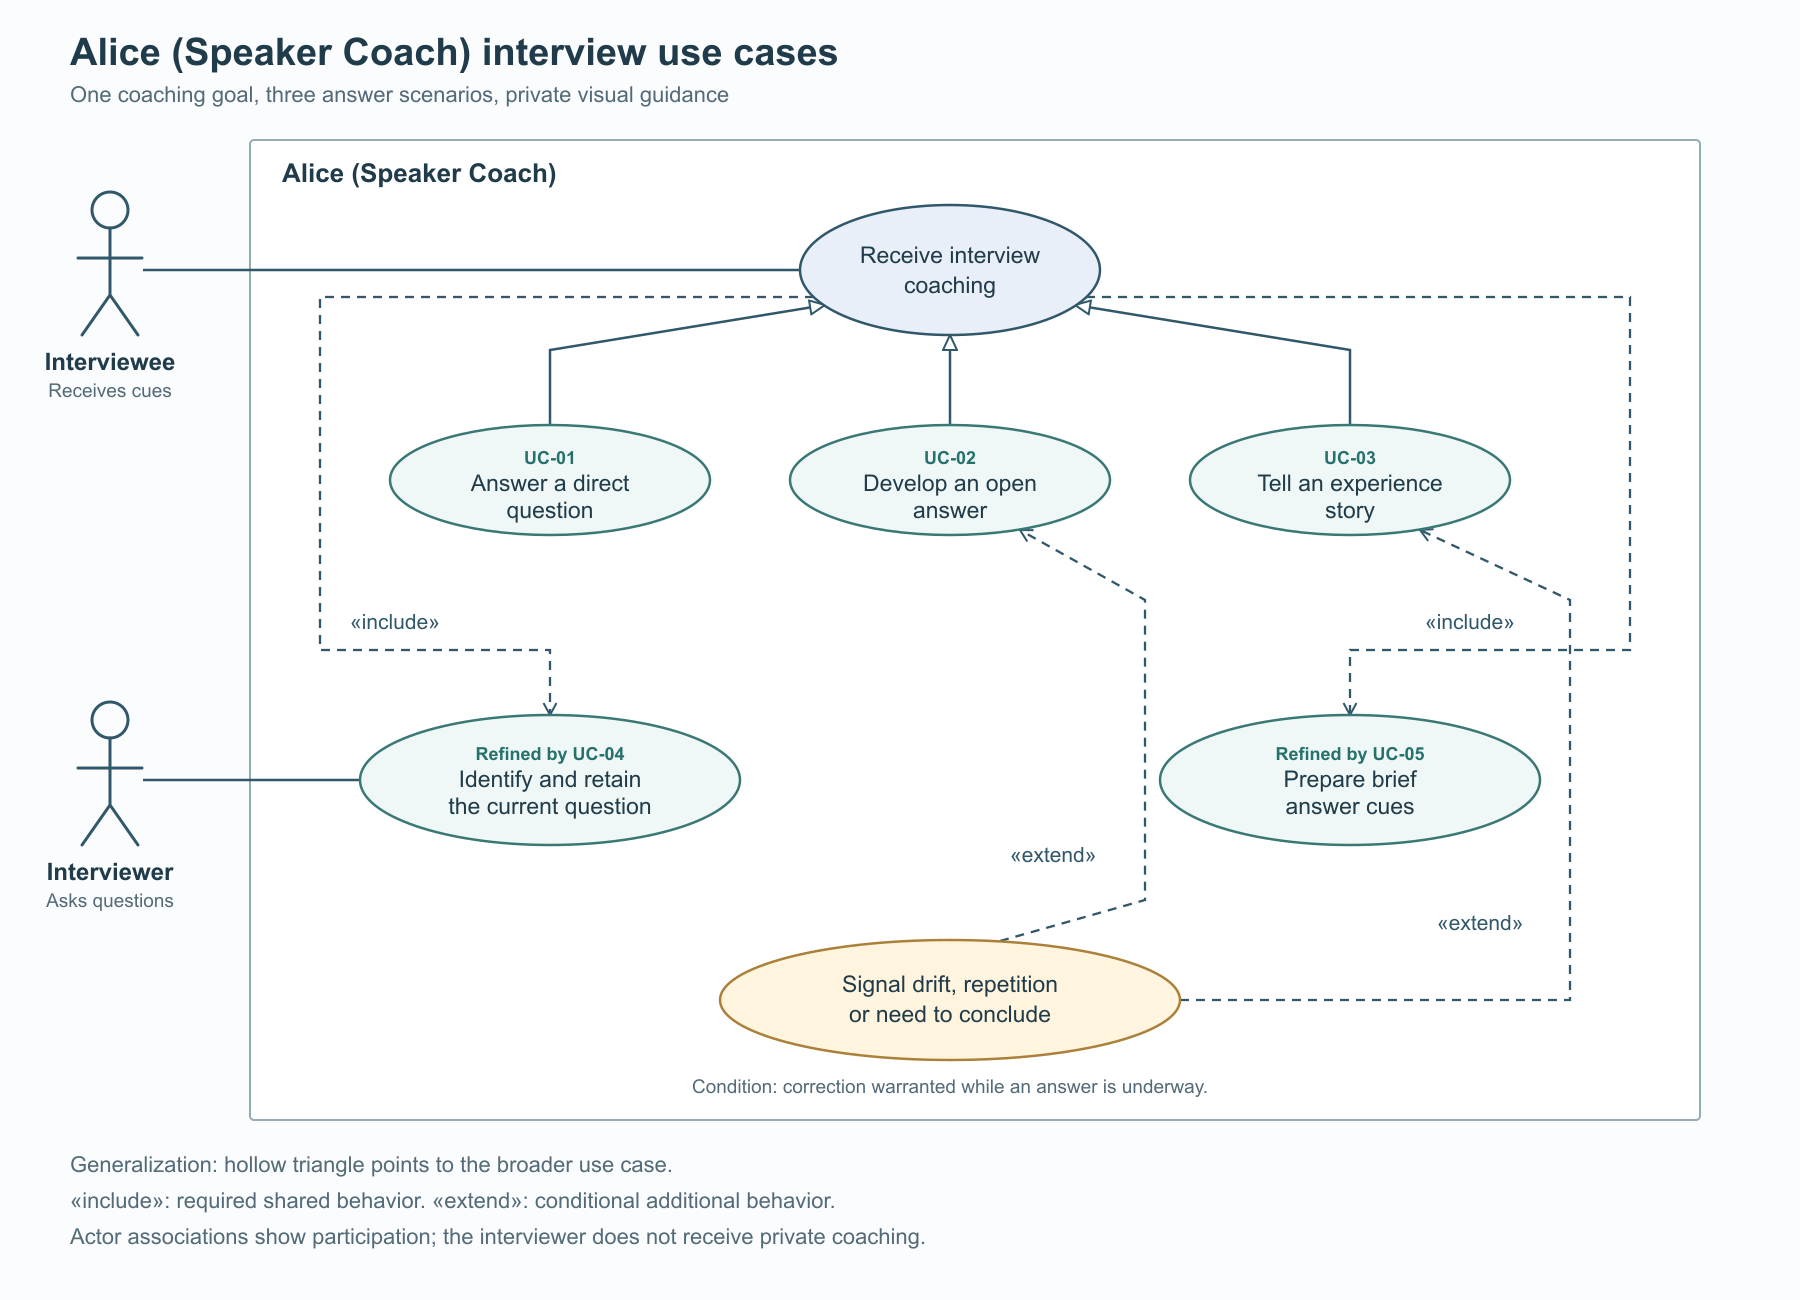 Alice (Speaker Coach) interview use cases
One coaching goal, three answer scenarios, private visual guidance
Alice (Speaker Coach)
Receive interview
coaching
Interviewee
Receives cues
UC-01
Answer a direct
question
UC-02
Develop an open
answer
UC-03
Tell an experience
story
«include»
«include»
Refined by UC-04
Identify and retain
the current question
Refined by UC-05
Prepare brief
answer cues
Interviewer
Asks questions
«extend»
«extend»
Signal drift, repetition
or need to conclude
Condition: correction warranted while an answer is underway.
Generalization: hollow triangle points to the broader use case.
«include»: required shared behavior. «extend»: conditional additional behavior.
Actor associations show participation; the interviewer does not receive private coaching.